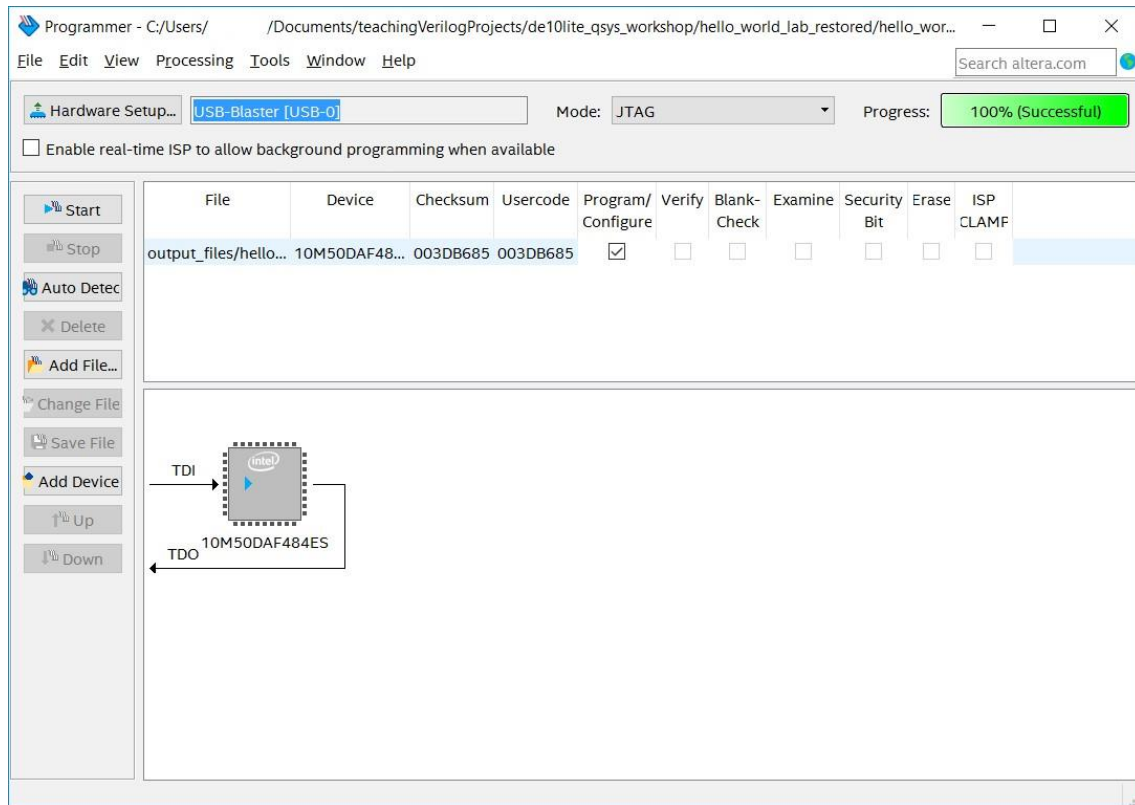 Programmer - C:/Users/ /Documents/teachingVerilogProjects/de10lite_qsys_workshop/hello_world_lab_restored/hello_wor...
File Edit View Processing Tools Window Help
Search altera.com
Hardware Setup... USB-Blaster [USB-0] Mode: JTAG Progress: 100% (Successful)
Enable real-time ISP to allow background programming when available
Start
Stop
Auto Detec
Delete
Add File...
Change File
Save File
Add Device
Up
Down
File Device Checksum Usercode Program/ Verify Blank- Examine Security Erase ISP
Configure Check Bit CLAMP
output_files/hello... 10M50DAF48... 003DB685 003DB685
intel
TDI
10M50DAF484ES
TDO